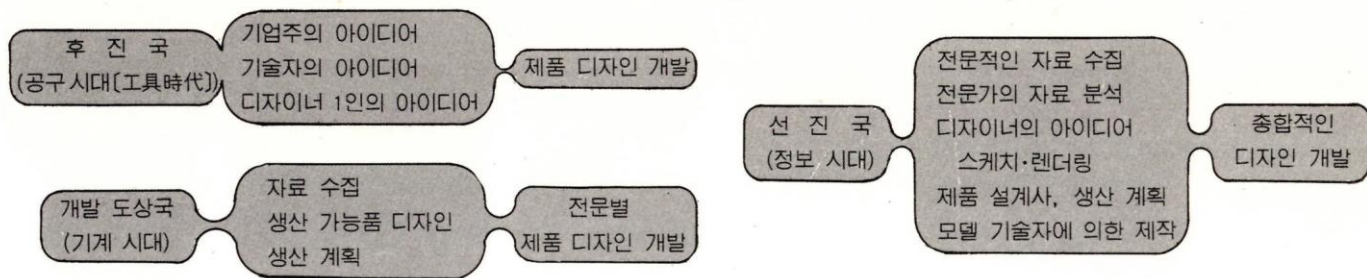 후 진 국
(공구 시대〔工具時代〕)
기업주의 아이디어
기술자의 아이디어
디자이너 1인의 아이디어
제품 디자인 개발
개발 도상국
(기계 시대)
자료 수집
생산 가능품 디자인
생산 계획
전문별
제품 디자인 개발
선 진 국
(정보 시대)
전문적인 자료 수집
전문가의 자료 분석
디자이너의 아이디어
스케치·렌더링
제품 설계사, 생산 계획
모델 기술자에 의한 제작
종합적인
디자인 개발